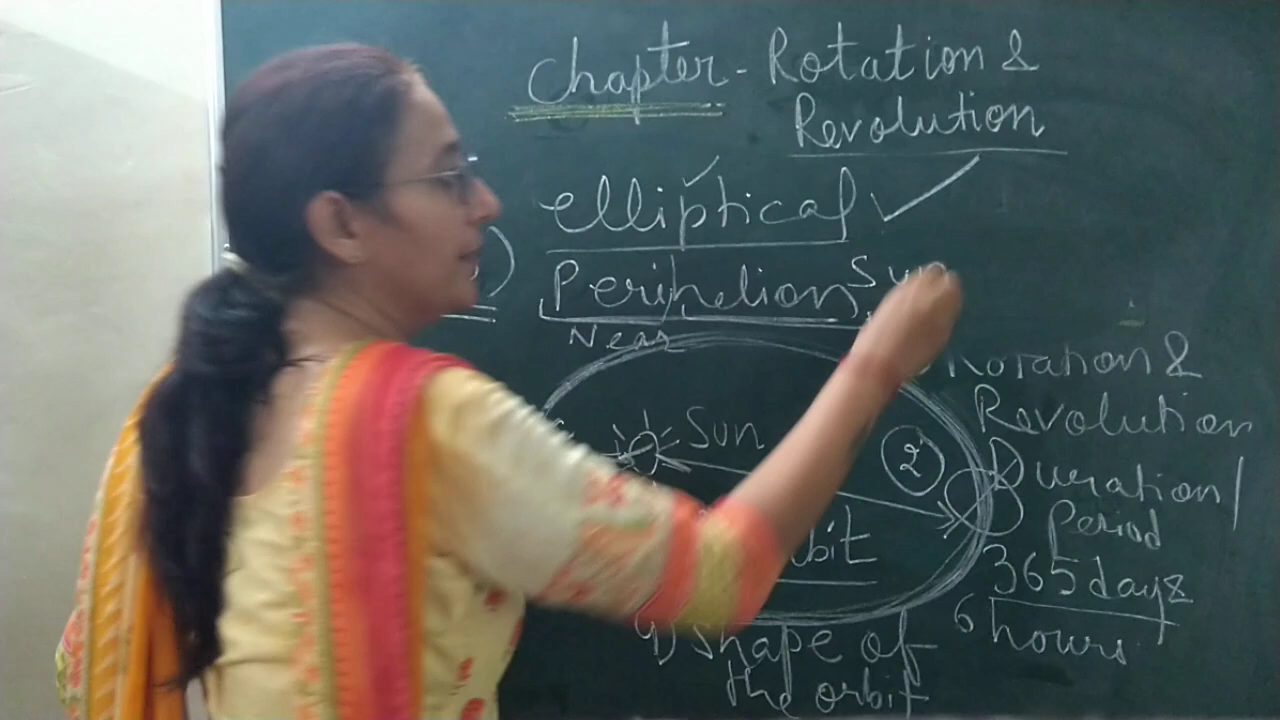 Chapter - Rotation &
Revolution
elliptical
Perihelion Sun
Near
Sun
2
Rotation &
Revolution
Duration /
Period
365 days
6 hours
1) Shape of
the orbit